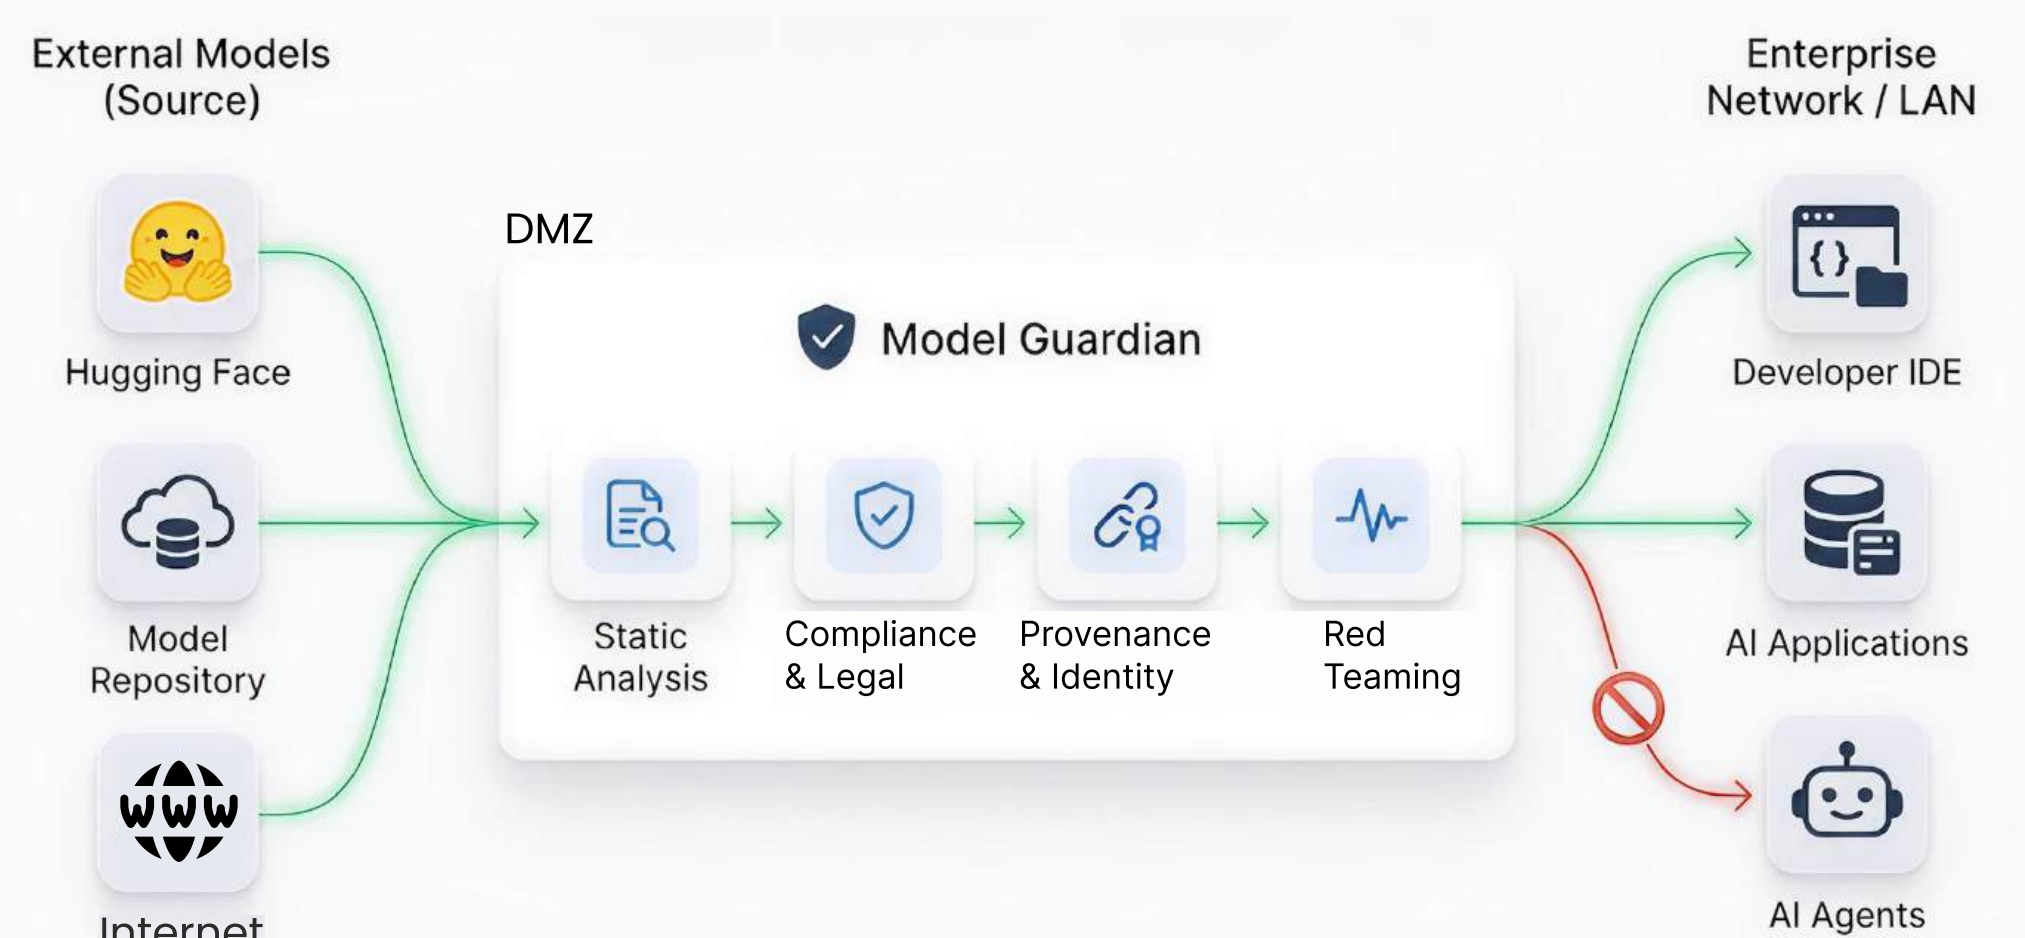 External Models
(Source)
Hugging Face
Model
Repository
www
Internet
DMZ
Model Guardian
Static
Analysis
Compliance
& Legal
Provenance
& Identity
Red
Teaming
Enterprise
Network / LAN
{}
Developer IDE
AI Applications
AI Agents